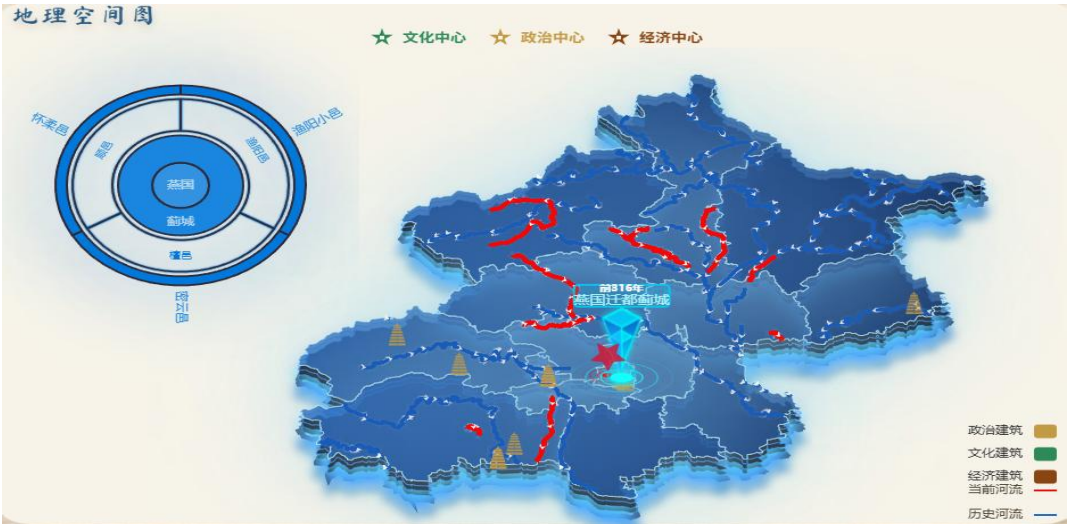 地理空间图
文化中心 政治中心 经济中心
怀柔邑
渔阳小邑
顺邑
渔阳邑
燕国
蓟城
檀邑
密云邑
前316年
燕国迁都蓟城
政治建筑
文化建筑
经济建筑
当前河流
历史河流